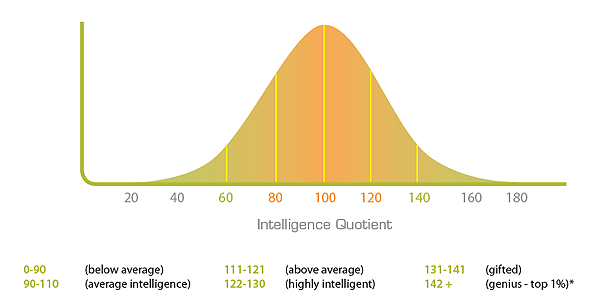 20 40 60 80 100 120 140 160 180
Intelligence Quotient
0-90 (below average) 111-121 (above average) 131-141 (gifted)
90-110 (average intelligence) 122-130 (highly intelligent) 142 + (genius - top 1%)*